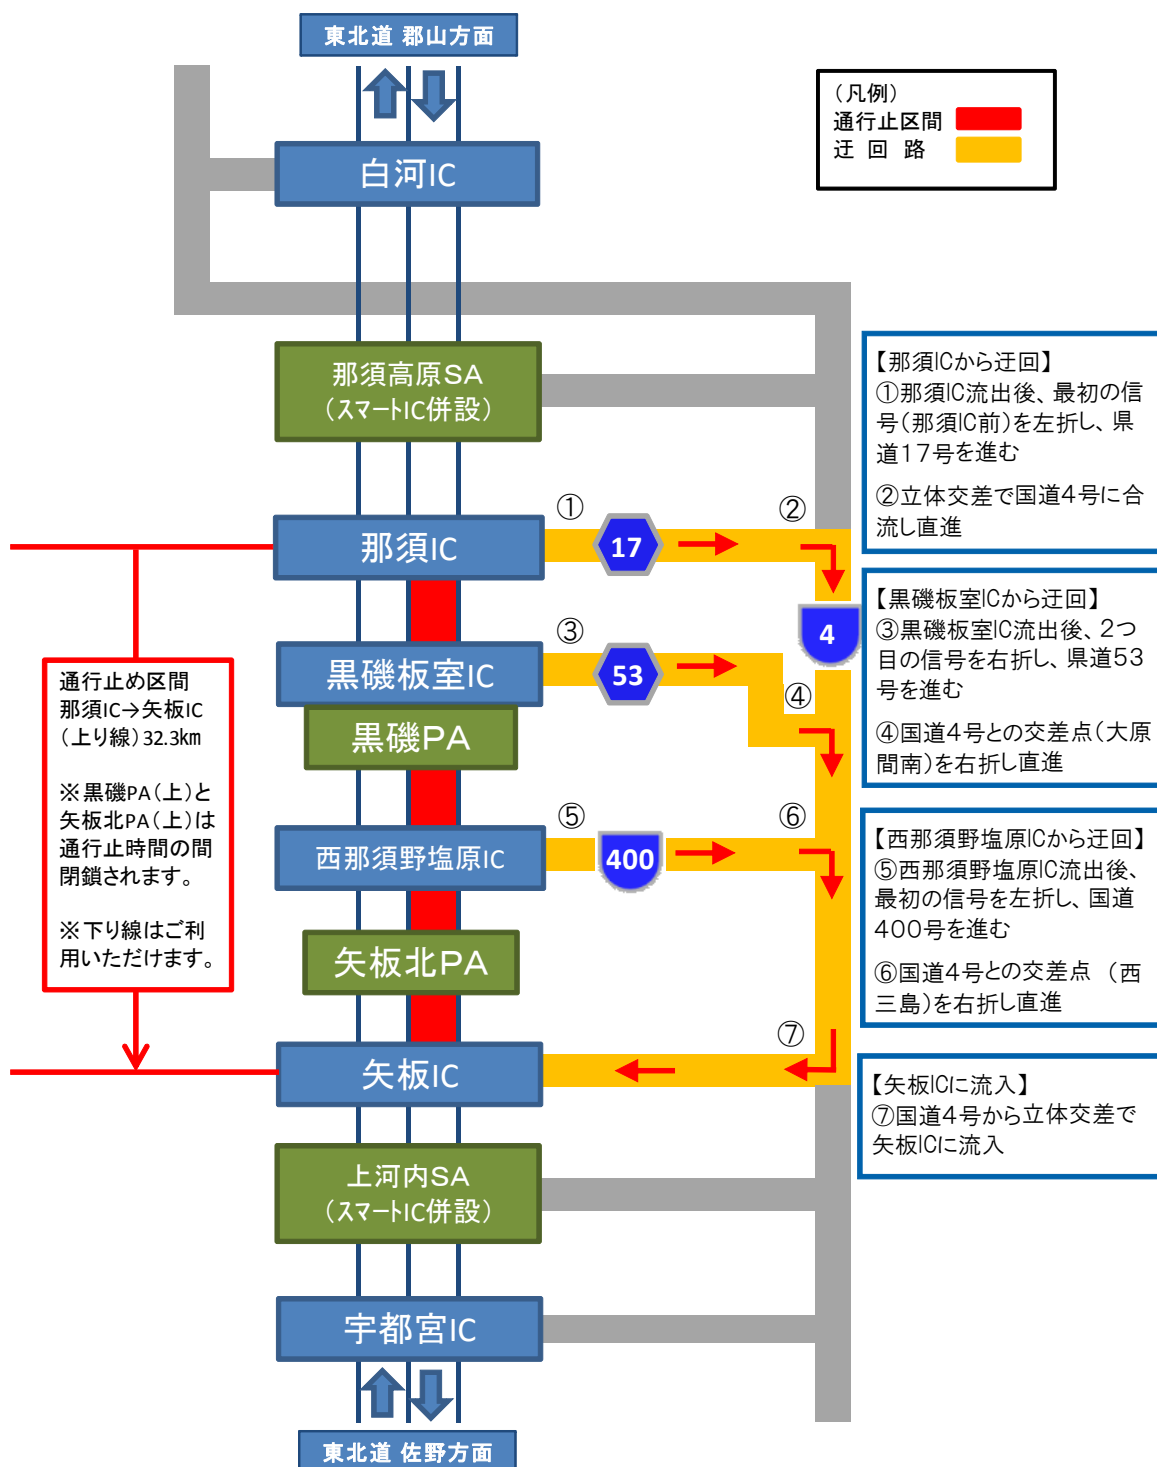 東北道 郡山方面
（凡例）
通行止区間
迂 回 路
白河IC
那須高原SA
（スマートIC併設）
【那須ICから迂回】
①那須IC流出後、最初の信
号（那須IC前）を左折し、県
道17号を進む
②立体交差で国道4号に合
流し直進
①
②
那須IC
17
4
【黒磯板室ICから迂回】
③黒磯板室IC流出後、2つ
目の信号を右折し、県道53
号を進む
④国道4号との交差点（大原
間南）を右折し直進
③
黒磯板室IC
53
④
黒磯PA
通行止め区間
那須IC→矢板IC
（上り線）32.3km
※黒磯PA（上）と
矢板北PA（上）は
通行止時間の間
閉鎖されます。
※下り線はご利
用いただけます。
⑤
⑥
西那須野塩原IC
400
【西那須野塩原ICから迂回】
⑤西那須野塩原IC流出後、
最初の信号を左折し、国道
400号を進む
⑥国道4号との交差点 （西
三島）を右折し直進
矢板北PA
⑦
矢板IC
【矢板ICに流入】
⑦国道4号から立体交差で
矢板ICに流入
上河内SA
（スマートIC併設）
宇都宮IC
東北道 佐野方面